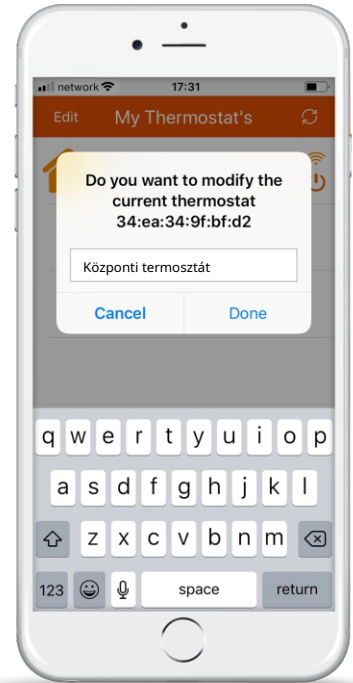 network 17:31
Edit My Thermostat's
Do you want to modify the
current thermostat
34:ea:34:9f:bf:d2
Központi termosztát
Cancel Done
q w e r t y u i o p
a s d f g h j k l
z x c v b n m
123 space return